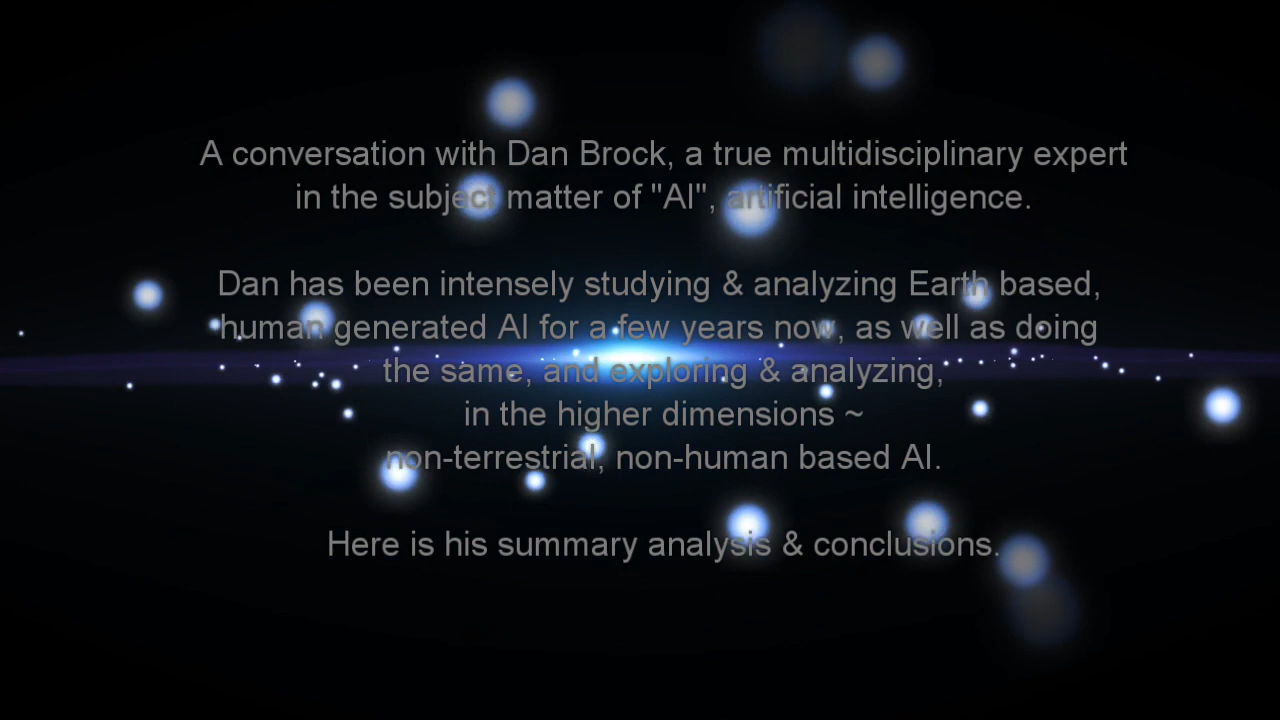 A conversation with Dan Brock, a true multidisciplinary expert
in the subject matter of "AI", artificial intelligence.
Dan has been intensely studying & analyzing Earth based,
human generated AI for a few years now, as well as doing
the same, and exploring & analyzing,
in the higher dimensions ~
non-terrestrial, non-human based AI.
Here is his summary analysis & conclusions.